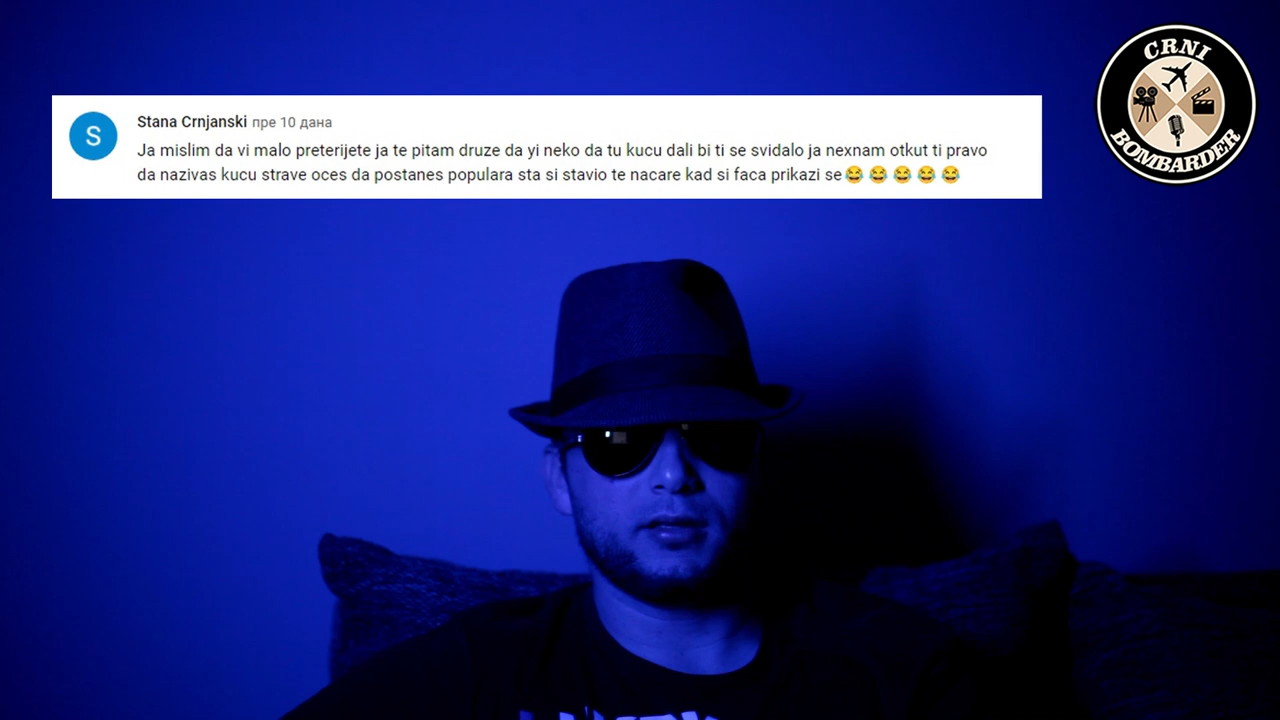 Stana Crnjanski пре 10 дана
Ja mislim da vi malo preterijete ja te pitam druze da yi neko da tu kucu dali bi ti se svidalo ja nexnam otkut ti pravo
da nazivas kucu strave oces da postanes popularа sta si stavio te nacare kad si faca prikazi se😂 😂 😂 😂 😂
S
CRNI
BOMBARDER